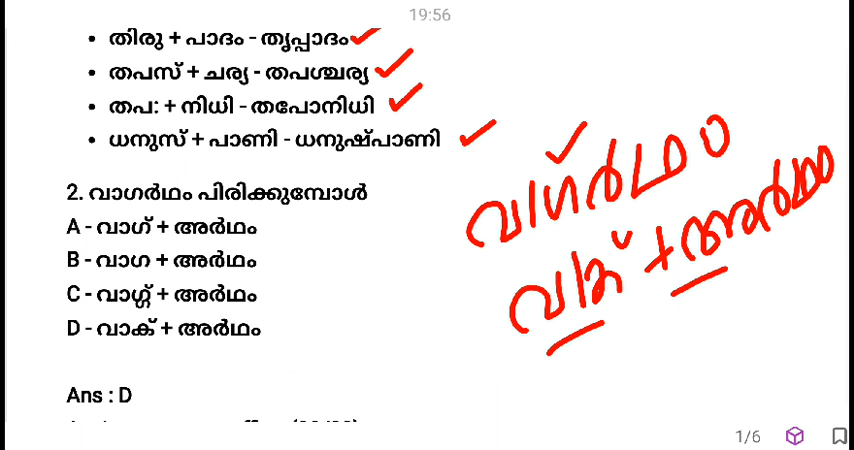 19:56
• തിരു + പാദം - തൃപ്പാദം
• തപസ് + ചര്യ - തപശ്ചര്യ
• തപ: + നിധി - തപോനിധി
• ധനുസ് + പാണി - ധനുഷ്പാണി
2. വാഗർഥം പിരിക്കുമ്പോൾ
A - വാഗ് + അർഥം
B - വാഗ + അർഥം
C - വാഗ്ഗ് + അർഥം
D - വാക് + അർഥം
വാഗർഥം
വാക് + അർഥം
Ans : D
1/6